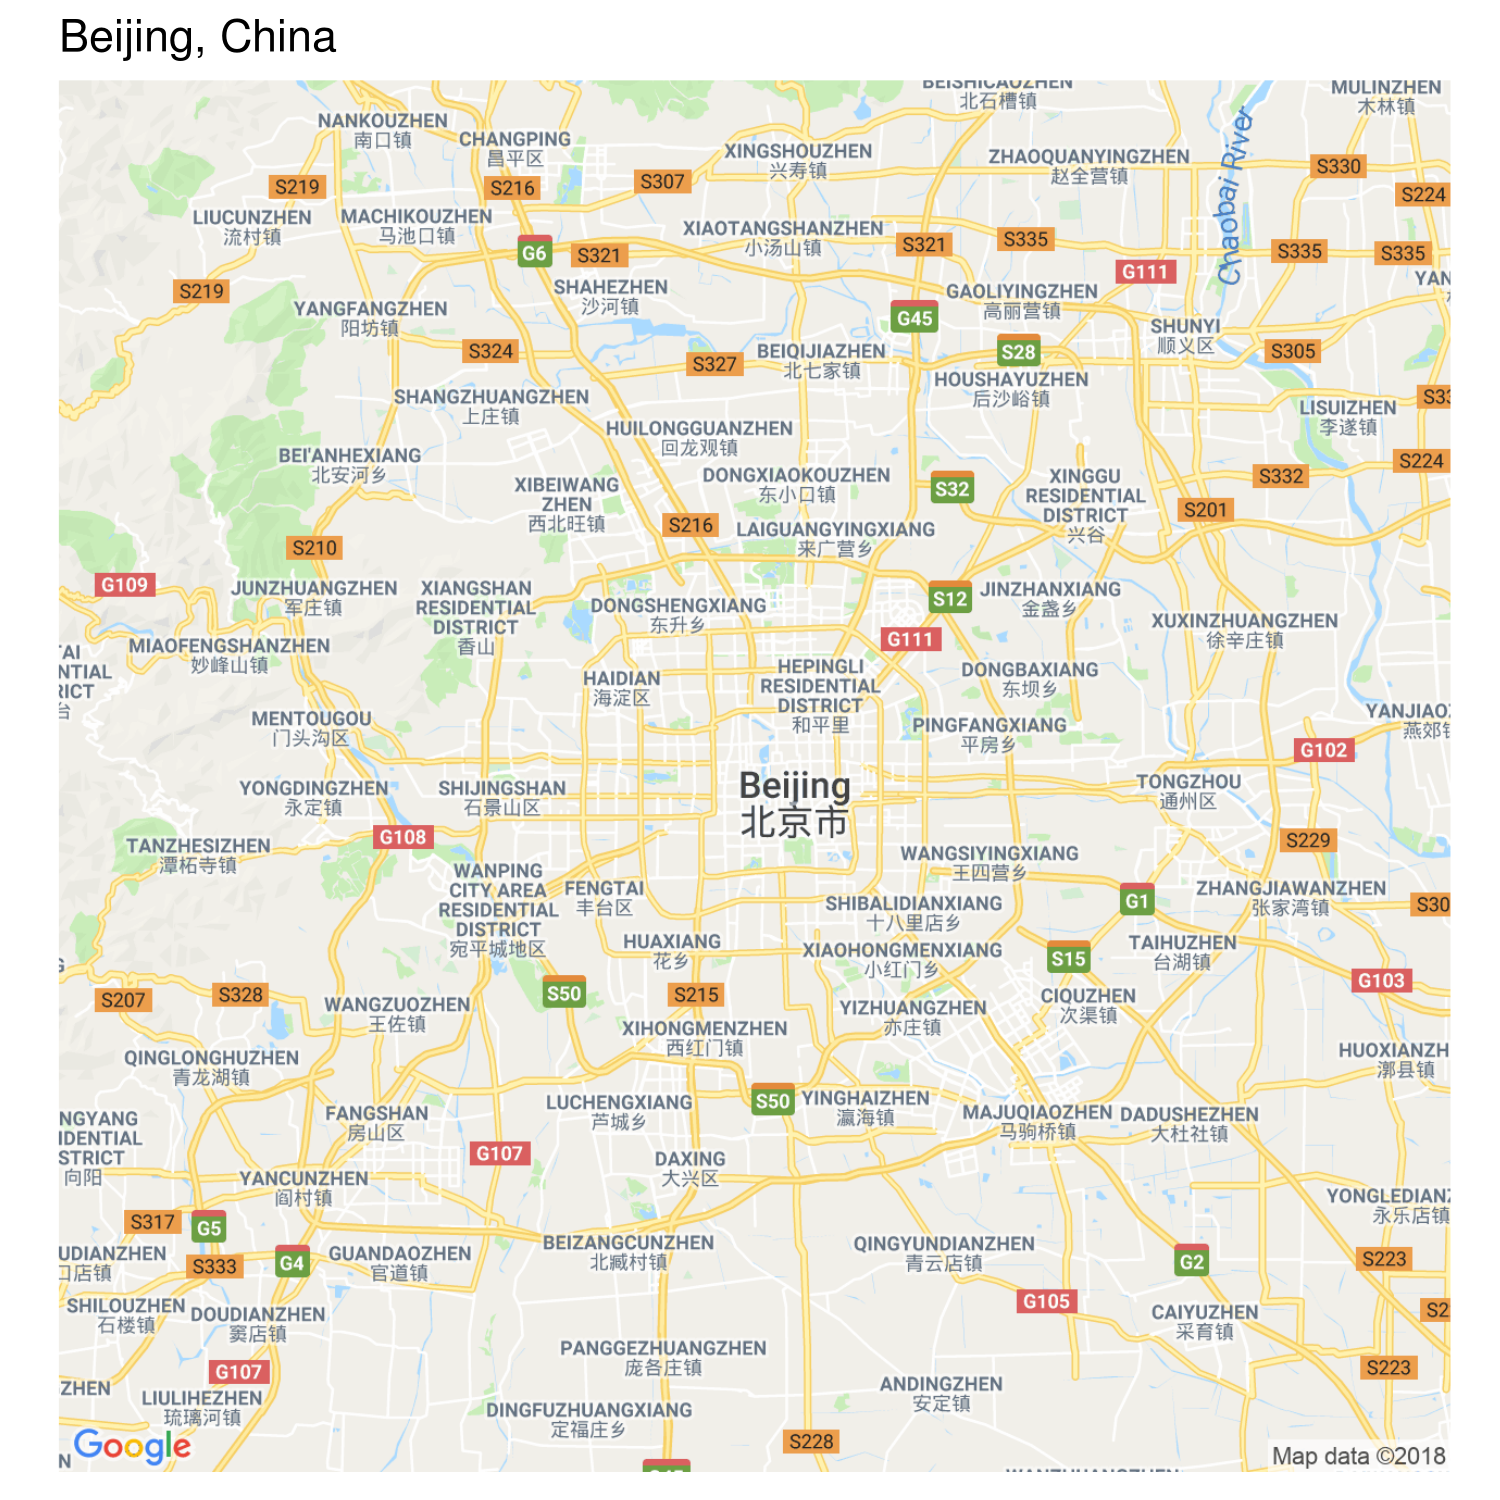 Beijing, China
BEISHICAOZHEN
北石槽镇
MULINZHEN
木林镇
NANKOUZHEN
南口镇
CHANGPING
昌平区
XINGSHOUZHEN
兴寿镇
ZHAOQUANYINGZHEN
赵全营镇
Chaobai River
S330
S219
S216
S307
S224
LIUCUNZHEN
流村镇
MACHIKOUZHEN
马池口镇
XIAOTANGSHANZHEN
小汤山镇
G6
S321
S321
S335
S335
S335
G111
S219
SHAHEZHEN
沙河镇
GAOLIYINGZHEN
高丽营镇
YAN
YANGFANGZHEN
阳坊镇
G45
SHUNYI
顺义区
S324
S327
BEIQIJIAZHEN
北七家镇
S28
S305
HOUSHAYUZHEN
后沙峪镇
SHANGZHUANGZHEN
上庄镇
S33
LISUIZHEN
李遂镇
HUILONGGUANZHEN
回龙观镇
BEI'ANHEXIANG
北安河乡
S224
XIBEIWANG
ZHEN
西北旺镇
DONGXIAOKOUZHEN
东小口镇
S32
XINGGU
RESIDENTIAL
DISTRICT
兴谷
S332
S201
S216
LAIGUANGYINGXIANG
来广营乡
S210
G109
JUNZHUANGZHEN
军庄镇
XIANGSHAN
RESIDENTIAL
DISTRICT
香山
DONGSHENGXIANG
东升乡
S12
JINZHANXIANG
金盏乡
XUXINZHUANGZHEN
徐辛庄镇
G111
MIAOFENGSHANZHEN
妙峰山镇
TAI
NTIAL
RICT
台
HAIDIAN
海淀区
HEPINGLI
RESIDENTIAL
DISTRICT
和平里
DONGBAXIANG
东坝乡
MENTOUGOU
门头沟区
PINGFANGXIANG
平房乡
YANJIAO
燕郊
G102
YONGDINGZHEN
永定镇
SHIJINGSHAN
石景山区
Beijing
北京市
TONGZHOU
通州区
G108
S229
TANZHESIZHEN
潭柘寺镇
WANGSIYINGXIANG
王四营乡
WANPING
CITY AREA
RESIDENTIAL
DISTRICT
宛平城地区
FENGTAI
丰台区
G1
ZHANGJIAWANZHEN
张家湾镇
S30
SHIBALIDIANXIANG
十八里店乡
HUAXIANG
花乡
XIAOHONGMENXIANG
小红门乡
S15
TAIHUZHEN
台湖镇
G103
S207
S328
WANGZUOZHEN
王佐镇
S50
S215
CIQUZHEN
次渠镇
YIZHUANGZHEN
亦庄镇
XIHONGMENZHEN
西红门镇
QINGLONGHUZHEN
青龙湖镇
HUOXIANZH
漷县镇
NGYANG
IDENTIAL
STRICT
向阳
FANGSHAN
房山区
LUCHENGXIANG
芦城乡
S50
YINGHAIZHEN
瀛海镇
MAJUQIAOZHEN
马驹桥镇
DADUSHEZHEN
大杜社镇
G107
DAXING
大兴区
YANCUNZHEN
阎村镇
YONGLEDIANZ
永乐店镇
S317
G5
UDIANZHEN
口店镇
S333
G4
GUANDAOZHEN
官道镇
BEIZANGCUNZHEN
北臧村镇
QINGYUNDIANZHEN
青云店镇
G2
S223
SHILOUZHEN
石楼镇
DOUDIANZHEN
窦店镇
G105
CAIYUZHEN
采育镇
S2
PANGGEZHUANGZHEN
庞各庄镇
S223
G107
ZHEN
LIULIHEZHEN
琉璃河镇
ANDINGZHEN
安定镇
DINGFUZHUANGXIANG
定福庄乡
S228
N
Google
Map data ©2018